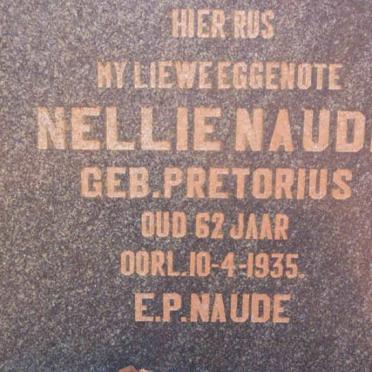 HIER RUS
MY LIEWE EGGENOTE
NELLIE NAUD
GEB. PRETORIUS
OUD 62 JAAR
OORL. 10-4-1935.
E.P. NAUDE